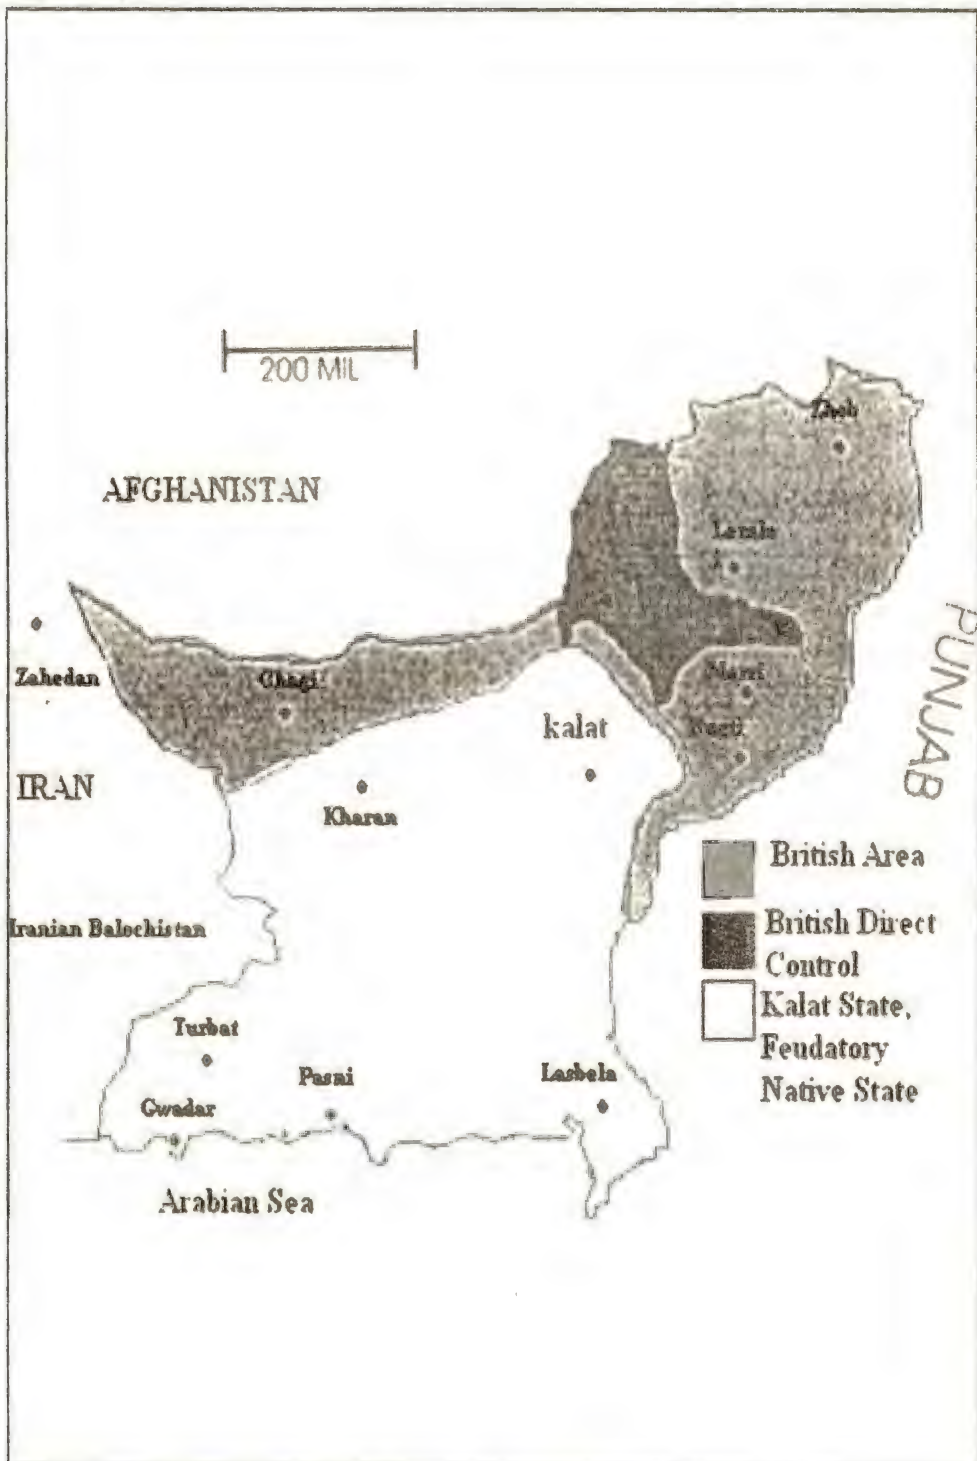 200 MIL
Zhob
AFGHANISTAN
PUNJAB
Zahedan
Chagi
Marri
kalat
IRAN
Kharan
British Area
Iranian Balochistan
British Direct
Control
Kalat State,
Feudatory
Native State
Turbat
Pasni
Lasbela
Gwadar
Arabian Sea